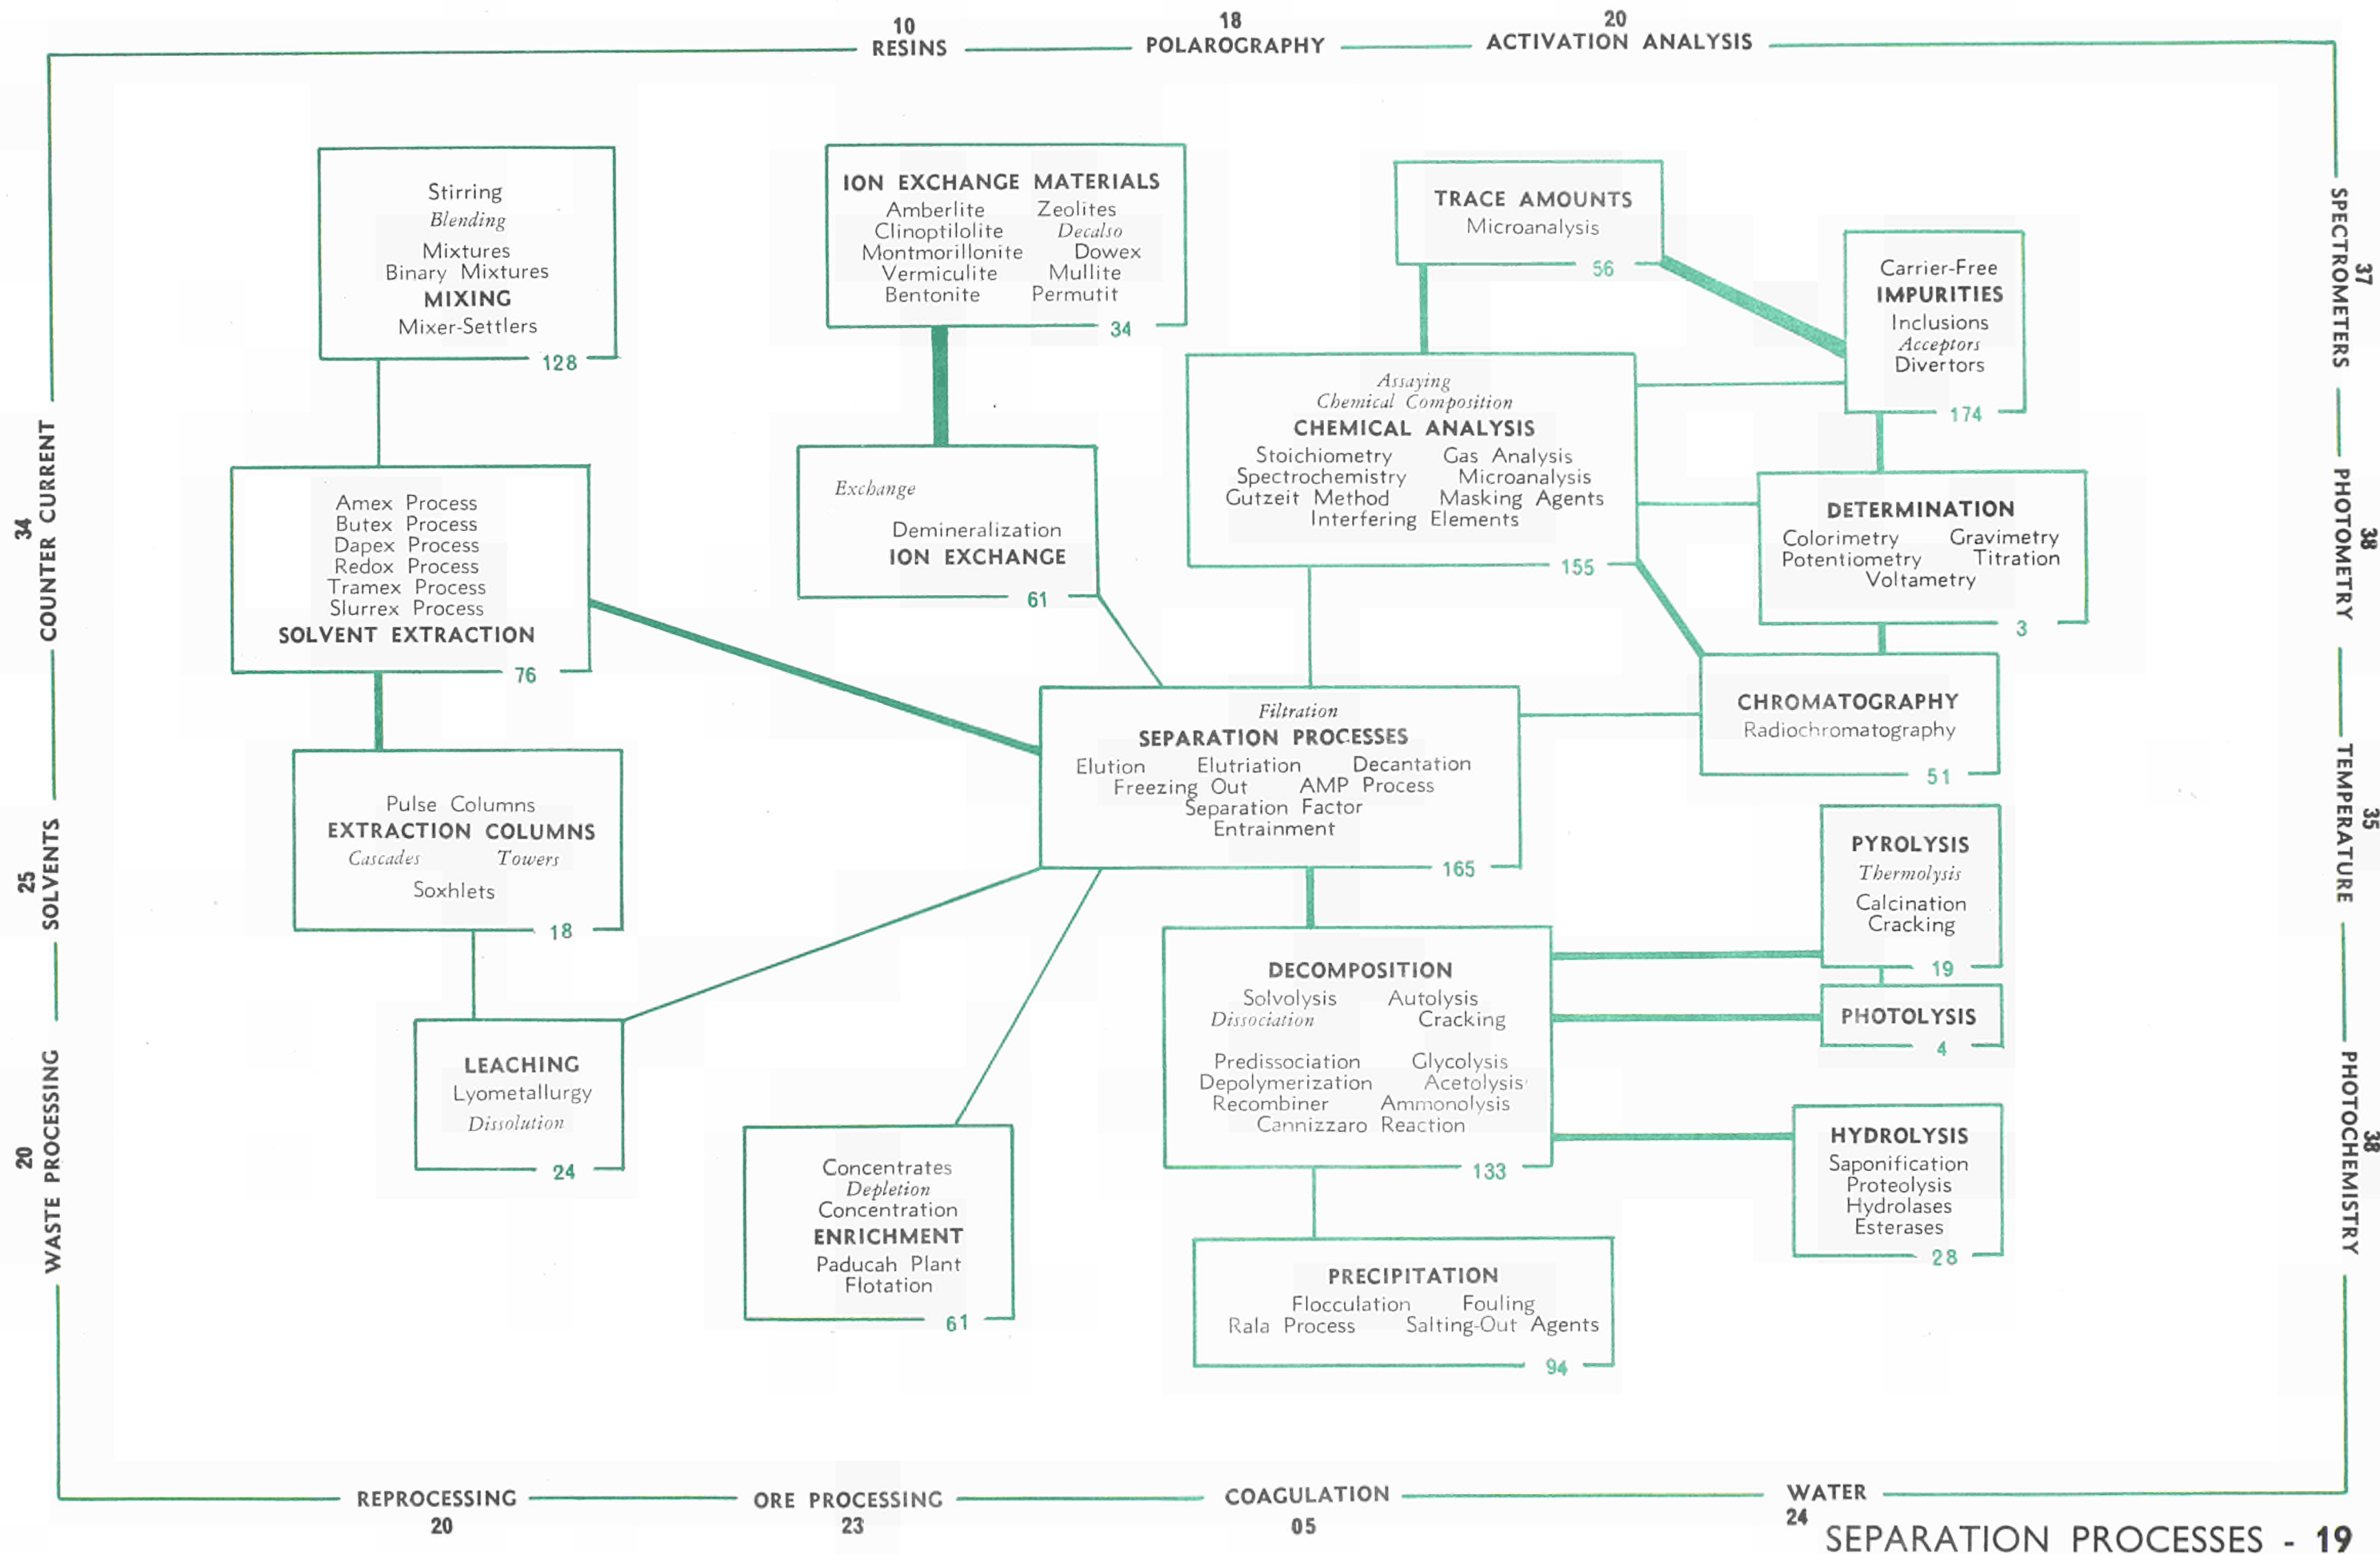 10
RESINS
18
POLAROGRAPHY
20
ACTIVATION ANALYSIS
Stirring
Blending
Mixtures
Binary Mixtures
MIXING
Mixer-Settlers
128
ION EXCHANGE MATERIALS
Amberlite Zeolites
Clinoptilolite Decalso
Montmorillonite Dowex
Vermiculite Mullite
Bentonite Permutit
34
TRACE AMOUNTS
Microanalysis
56
Carrier-Free
IMPURITIES
Inclusions
Acceptors
Divertors
174
Assaying
Chemical Composition
CHEMICAL ANALYSIS
Stoichiometry Gas Analysis
Spectrochemistry Microanalysis
Gutzeit Method Masking Agents
Interfering Elements
155
Exchange
Demineralization
ION EXCHANGE
61
Amex Process
Butex Process
Dapex Process
Redox Process
Tramex Process
Slurrex Process
SOLVENT EXTRACTION
76
DETERMINATION
Colorimetry Gravimetry
Potentiometry Titration
Voltametry
3
CHROMATOGRAPHY
Radiochromatography
51
Filtration
SEPARATION PROCESSES
Elution Elutriation Decantation
Freezing Out AMP Process
Separation Factor
Entrainment
165
Pulse Columns
EXTRACTION COLUMNS
Cascades Towers
Soxhlets
18
PYROLYSIS
Thermolysis
Calcination
Cracking
19
PHOTOLYSIS
4
DECOMPOSITION
Solvolysis Autolysis
Dissociation Cracking
Predissociation Glycolysis
Depolymerization Acetolysis
Recombiner Ammonolysis
Cannizzaro Reaction
133
LEACHING
Lyometallurgy
Dissolution
24
Concentrates
Depletion
Concentration
ENRICHMENT
Paducah Plant
Flotation
61
HYDROLYSIS
Saponification
Proteolysis
Hydrolases
Esterases
28
PRECIPITATION
Flocculation Fouling
Rala Process Salting-Out Agents
94
34
COUNTER CURRENT
25
SOLVENTS
20
WASTE PROCESSING
37
SPECTROMETERS
38
PHOTOMETRY
35
TEMPERATURE
38
PHOTOCHEMISTRY
REPROCESSING
20
ORE PROCESSING
23
COAGULATION
05
WATER
24
SEPARATION PROCESSES - 19